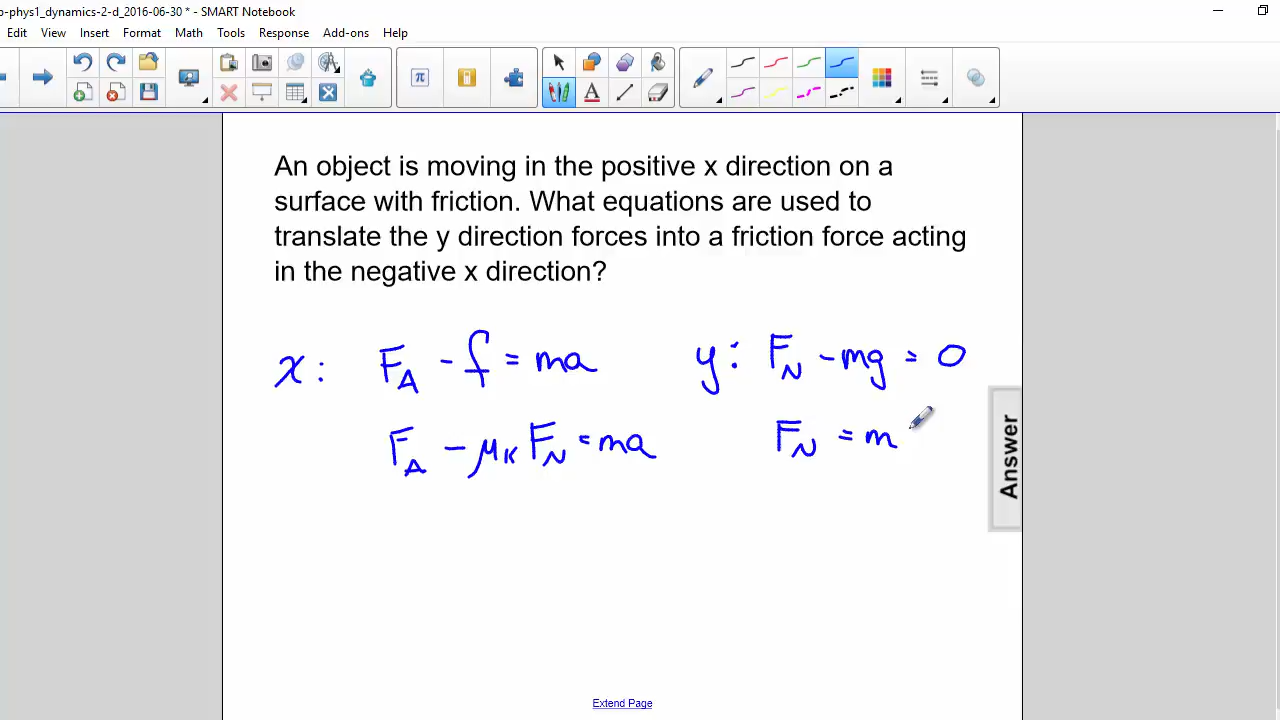 o-phys1_dynamics-2-d_2016-06-30 * - SMART Notebook
Edit View Insert Format Math Tools Response Add-ons Help
π
A
An object is moving in the positive x direction on a
surface with friction. What equations are used to
translate the y direction forces into a friction force acting
in the negative x direction?
x: F_A - f = ma
y: F_N - mg = 0
F_A - μ_K F_N = ma
F_N = m
Answer
Extend Page